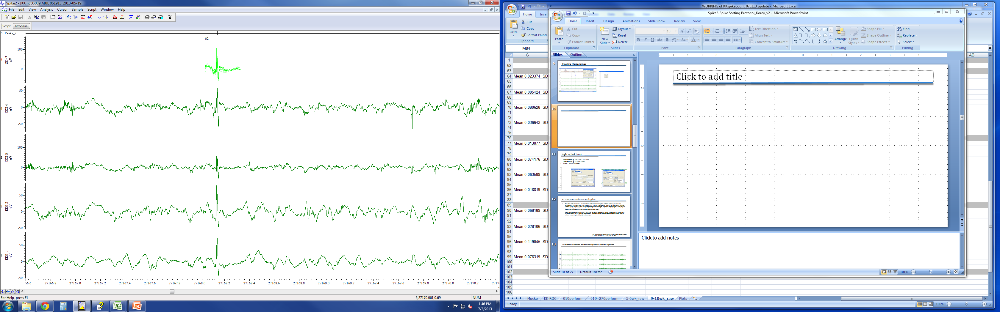 Spike2 - [KKmEEG039 ABJL 051913_2013-05-19]
File Edit View Analysis Cursor Sample Script Window Help
Script 4trodese
6 Peaks_7
02
100
0
5 SD=7 uV
50
0
-50
4 EEG 4 uV
100
0
3 EEG 3 uV
50
0
-50
2 EEG 2 uV
50
0
-50
1 EEG 1 uV
56.6 27166.8 27167.0 27167.2 27167.4 27167.6 27167.8 27168.0 27168.2 27168.4 27168.6 27168.8 27169.0 27169.2 27169.4 27169.6 27169.8 27170.0 27170.2
s
For Help, press F1
6,27170.061,0.69 NUM
1:46 PM
7/3/2013
WORKING of KKspikecount_070113 update - Microsoft Excel
Home Insert
Cut
Copy
Format Painter
Paste
Clipboard
M84
G AB
1
62
63
64 Mean 0.023374 SD
65
66
67 Mean 0.085424 SD
68
69
70 Mean 0.080628 SD
71
72
73 Mean 0.036643 SD
74
75
76
77 Mean 0.013077 SD
78
79
80 Mean 0.074176 SD
81
82
83 Mean 0.063589 SD
84
85
86 Mean 0.018819 SD
87
88
89
90 Mean 0.068189 SD
91
92
93 Mean 0.028106 SD
94
95
96 Mean 0.119045 SD
97
98
99 Mean 0.076319 SD
100
101
102
103
104
105
106
Mucke KK-ROC 019perform 019+270perform 5-6wk_raw 9-10wk_raw Plots
Ready
100%
Spike2-Spike Sorting Protocol_Korey_v2 - Microsoft PowerPoint
Home Insert Design Animations Slide Show Review View
Paste
Cut
Copy
Format Painter
Clipboard
New Slide
Layout
Reset
Delete
Slides
18
Font
Text Direction
Align Text
Convert to SmartArt
Paragraph
Arrange
Quick Styles
Shape Fill
Shape Outline
Shape Effects
Drawing
Find
Replace
Select
Editing
Slides Outline
9 Counting Marked spikes
10
11 Light vs Dark Count
12 PCA to sort artifact vs real spikes
13 Automated detection of interictal spikes w/ artifact rejection
4 3 2 1 0 1 2 3 4
2
1
0
1
2
Click to add title
Click to add notes
Slide 10 of 27 "Default Theme" 101%